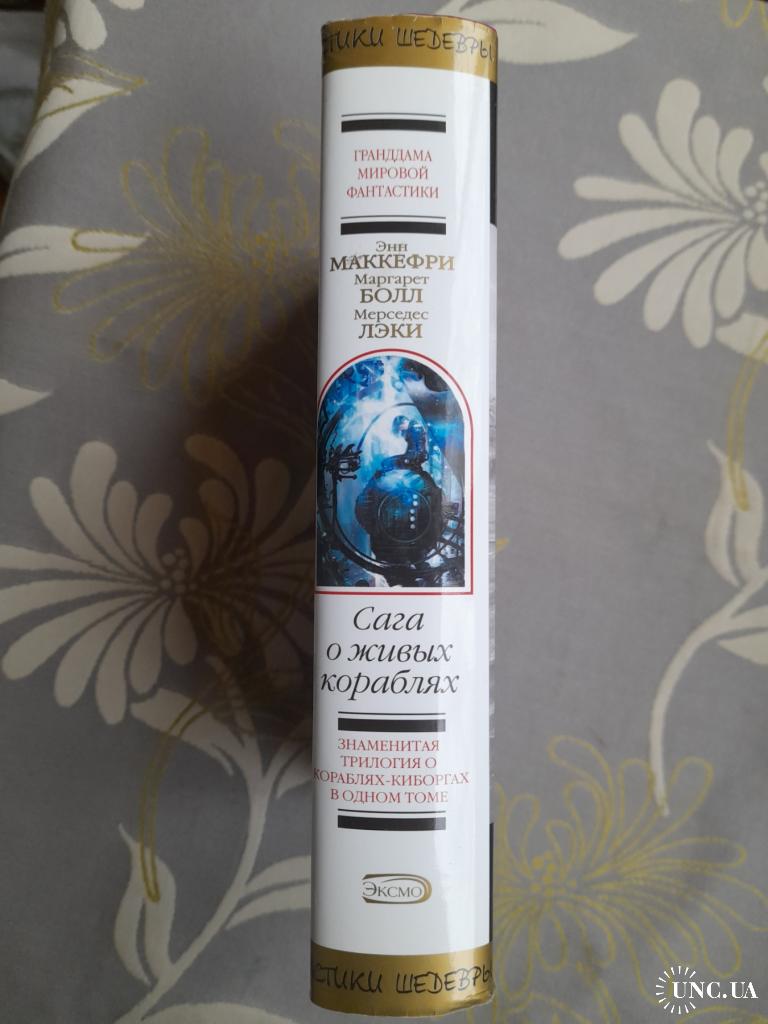 СТИКИ ШЕДЕВРЫ
ГРАНДДАМА
МИРОВОЙ
ФАНТАСТИКИ
Энн
МАККЕФРИ
Маргарет
БОЛЛ
Мерседес
ЛЭКИ
Сага
о живых
кораблях
ЗНАМЕНИТАЯ
ТРИЛОГИЯ О
КОРАБЛЯХ-КИБОРГАХ
В ОДНОМ ТОМЕ
ЭКСМО
СТИКИ ШЕДЕВРЫ
UNC.UA